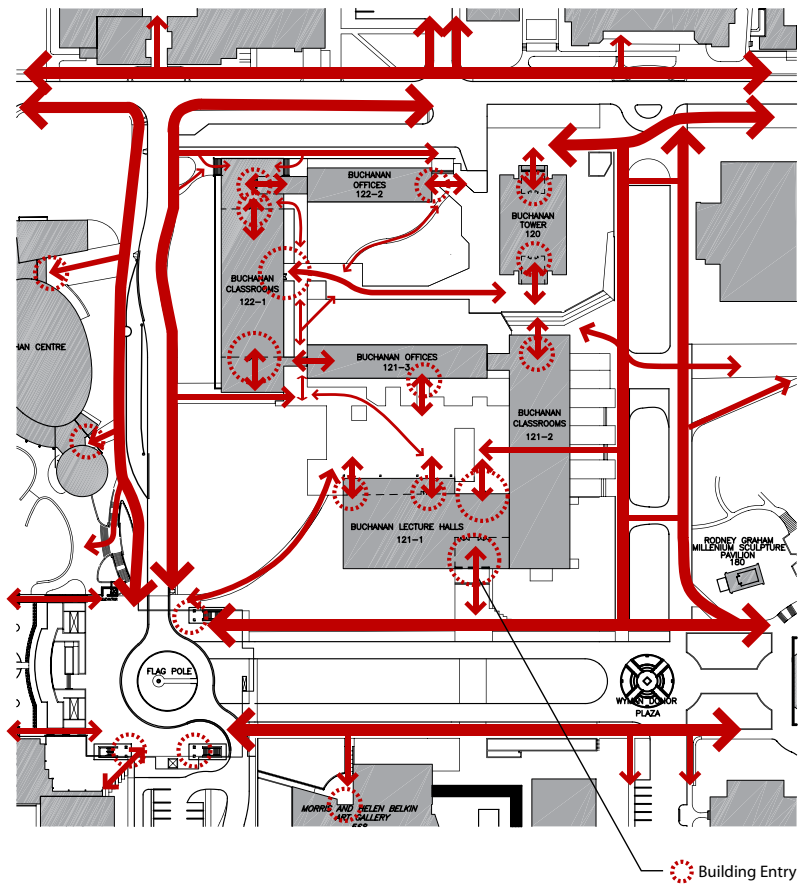 BUCHANAN
OFFICES
122-2
BUCHANAN
TOWER
120
BUCHANAN
CLASSROOMS
122-1
HAN CENTRE
BUCHANAN OFFICES
121-3
BUCHANAN
CLASSROOMS
121-2
BUCHANAN LECTURE HALLS
121-1
RODNEY GRAHAM
MILLENIUM SCULPTURE
PAVILION
180
FLAG POLE
WYMAN DONOR
PLAZA
MORRIS AND HELEN BELKIN
ART GALLERY
Building Entry